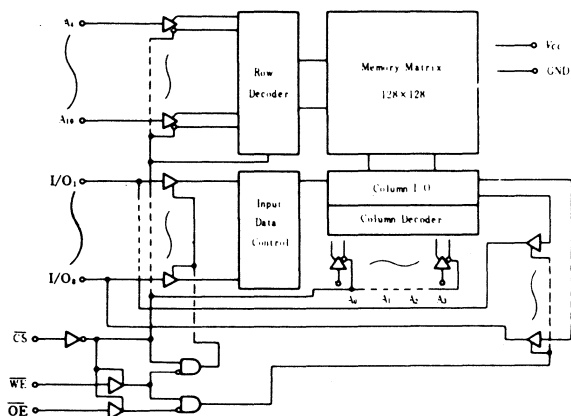 A₄
A₁₀
Row
Decoder
Memory Matrix
128×128
Vcc
GND
I/O₁
I/O₈
Input
Data
Control
Column I/O
Column Decoder
A₀ A₁ A₂ A₃
CS
WE
OE